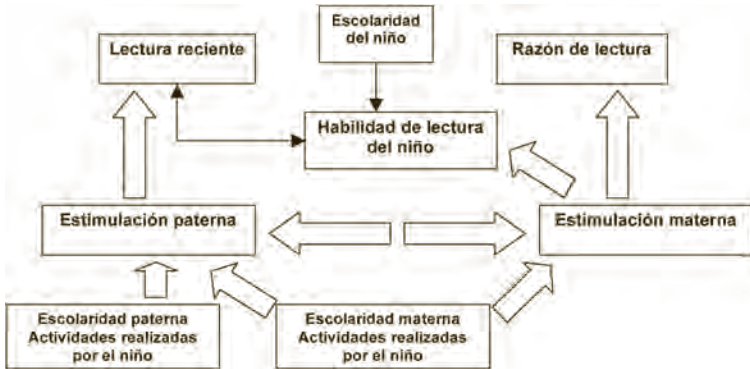 Escolaridad
del niño
Lectura reciente
Razón de lectura
Habilidad de lectura
del niño
Estimulación paterna
Estimulación materna
Escolaridad paterna
Actividades realizadas
por el niño
Escolaridad materna
Actividades realizadas
por el niño